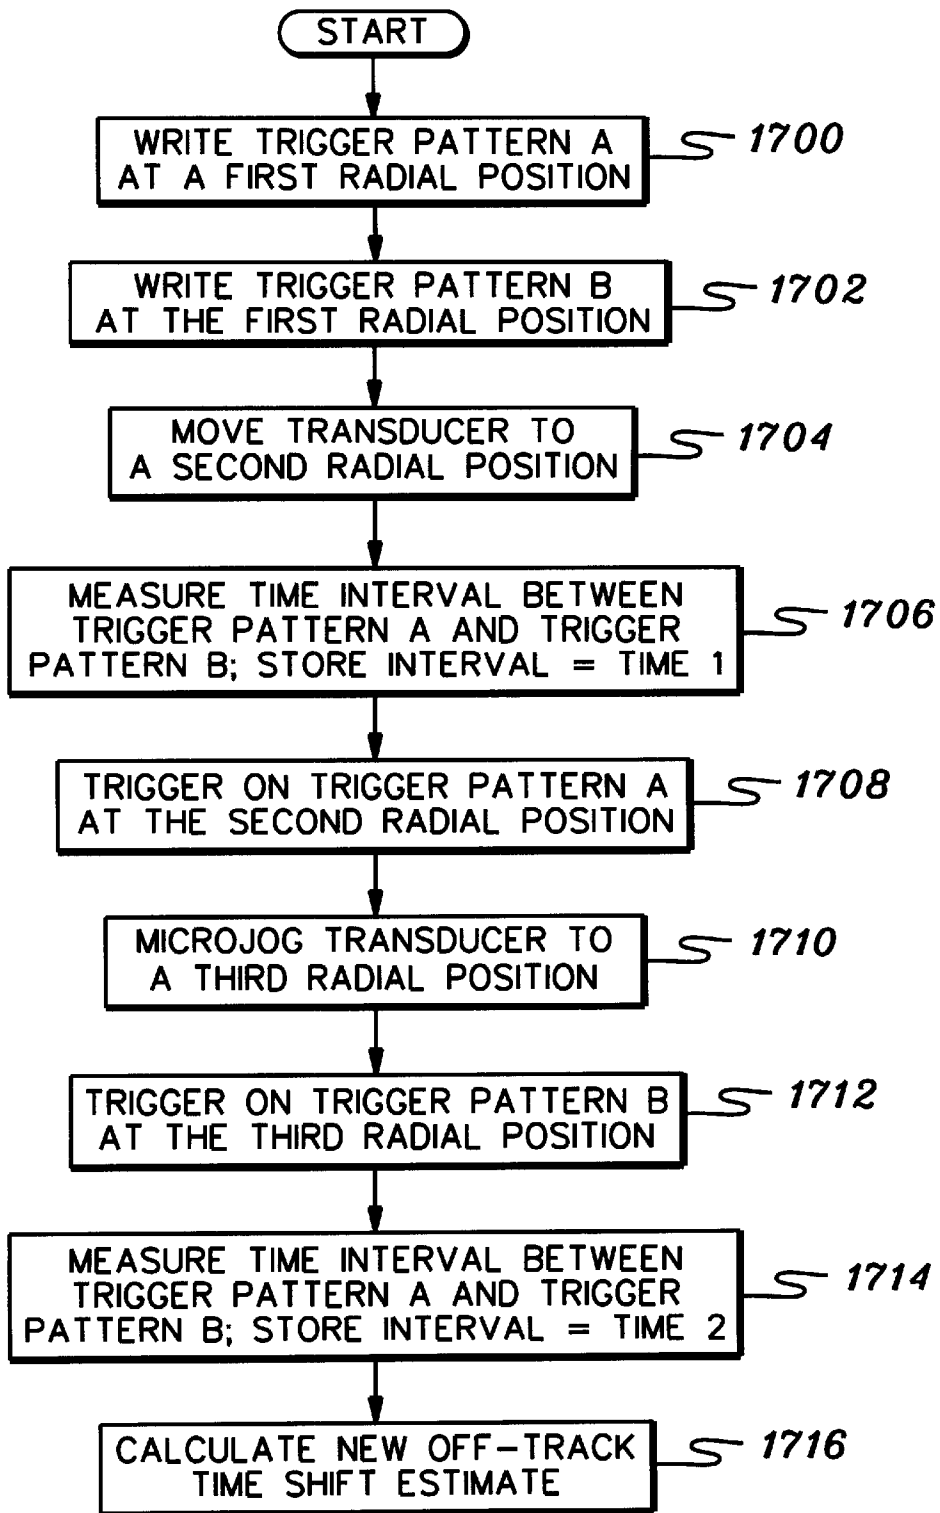 START
WRITE TRIGGER PATTERN A
AT A FIRST RADIAL POSITION
1700
WRITE TRIGGER PATTERN B
AT THE FIRST RADIAL POSITION
1702
MOVE TRANSDUCER TO
A SECOND RADIAL POSITION
1704
MEASURE TIME INTERVAL BETWEEN
TRIGGER PATTERN A AND TRIGGER
PATTERN B; STORE INTERVAL = TIME 1
1706
TRIGGER ON TRIGGER PATTERN A
AT THE SECOND RADIAL POSITION
1708
MICROJOG TRANSDUCER TO
A THIRD RADIAL POSITION
1710
TRIGGER ON TRIGGER PATTERN B
AT THE THIRD RADIAL POSITION
1712
MEASURE TIME INTERVAL BETWEEN
TRIGGER PATTERN A AND TRIGGER
PATTERN B; STORE INTERVAL = TIME 2
1714
CALCULATE NEW OFF-TRACK
TIME SHIFT ESTIMATE
1716